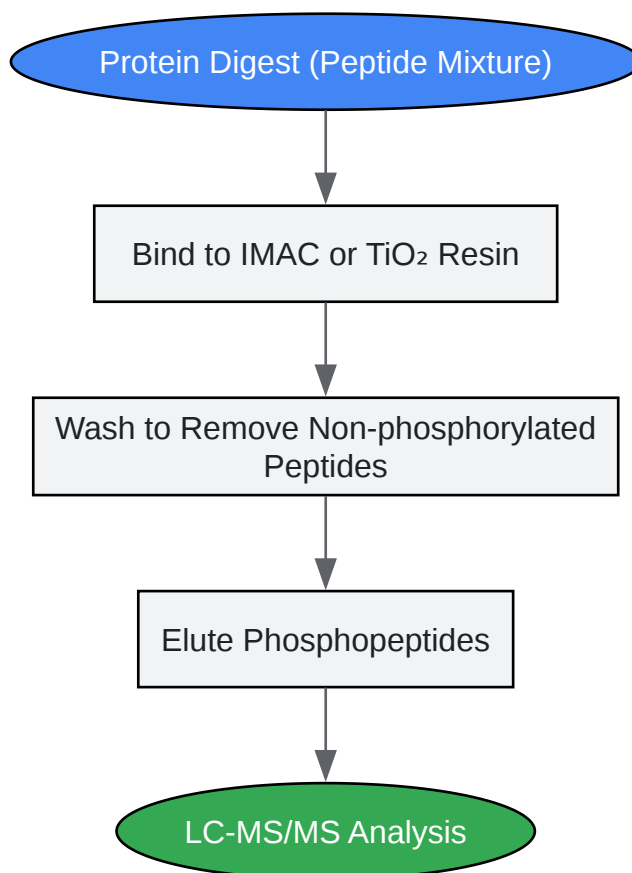 Protein Digest (Peptide Mixture)
Bind to IMAC or TiO₂ Resin
Wash to Remove Non-phosphorylated
Peptides
Elute Phosphopeptides
LC-MS/MS Analysis